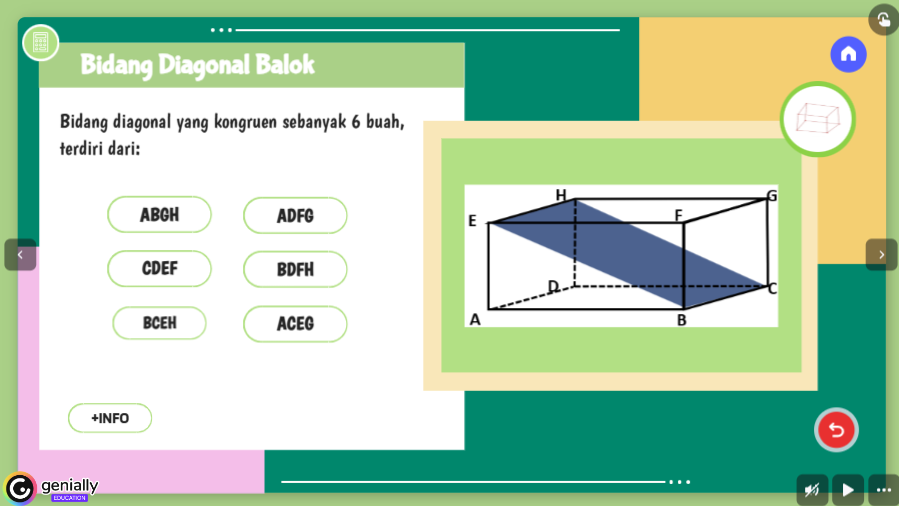 Bidang Diagonal Balok
Bidang diagonal yang kongruen sebanyak 6 buah,
terdiri dari:
ABGH
ADFG
CDEF
BDFH
BCEH
ACEG
+INFO
H
G
E
F
D
C
A
B
genially
EDUCATION